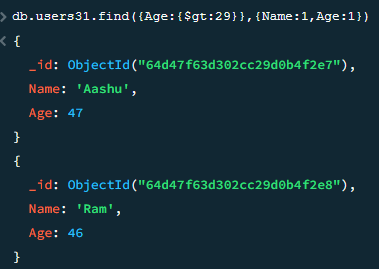 > db.users31.find({Age:{$gt:29}},{Name:1,Age:1})
< {
_id: ObjectId("64d47f63d302cc29d0b4f2e7"),
Name: 'Aashu',
Age: 47
}
{
_id: ObjectId("64d47f63d302cc29d0b4f2e8"),
Name: 'Ram',
Age: 46
}